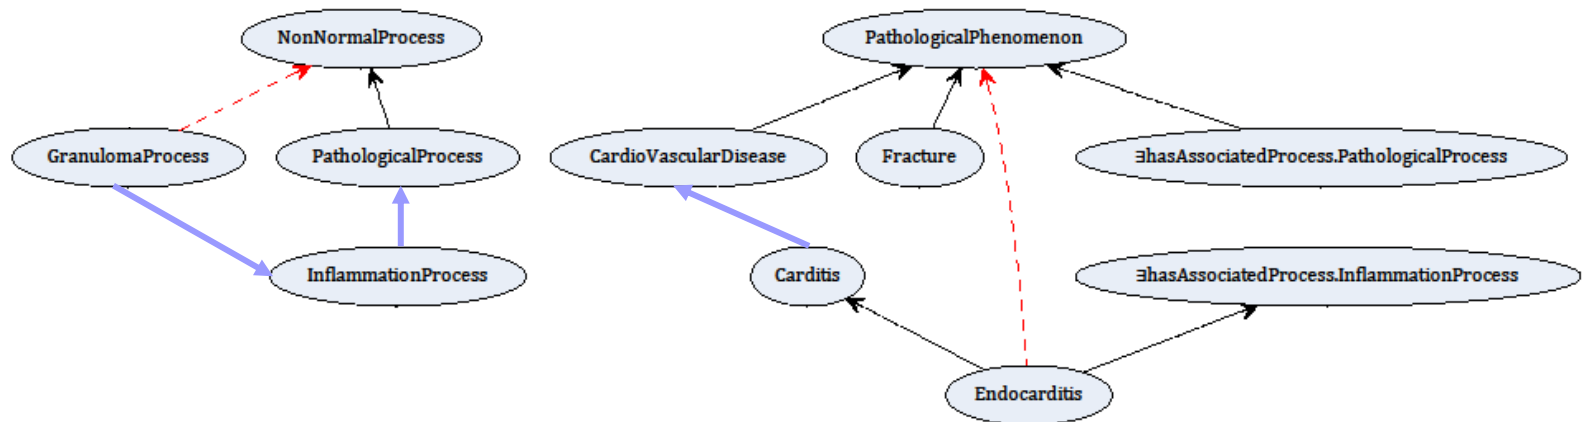 NonNormalProcess
PathologicalPhenomenon
GranulomaProcess
PathologicalProcess
CardioVascularDisease
Fracture
∃hasAssociatedProcess.PathologicalProcess
InflammationProcess
Carditis
∃hasAssociatedProcess.InflammationProcess
Endocarditis